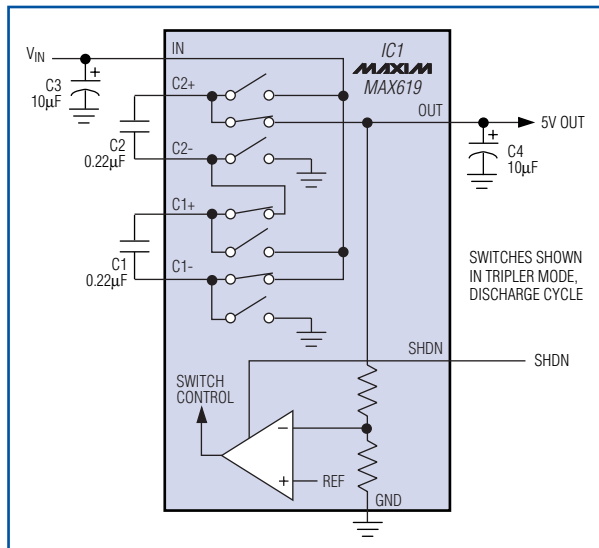 IC1
MAXIM
MAX619
VIN
IN
C3
10µF
+
C2+
OUT
5V OUT
C2
0.22µF
C2-
+
C4
10µF
C1+
C1
0.22µF
C1-
SWITCHES SHOWN
IN TRIPLER MODE,
DISCHARGE CYCLE
SHDN
SHDN
SWITCH
CONTROL
−
+
REF
GND